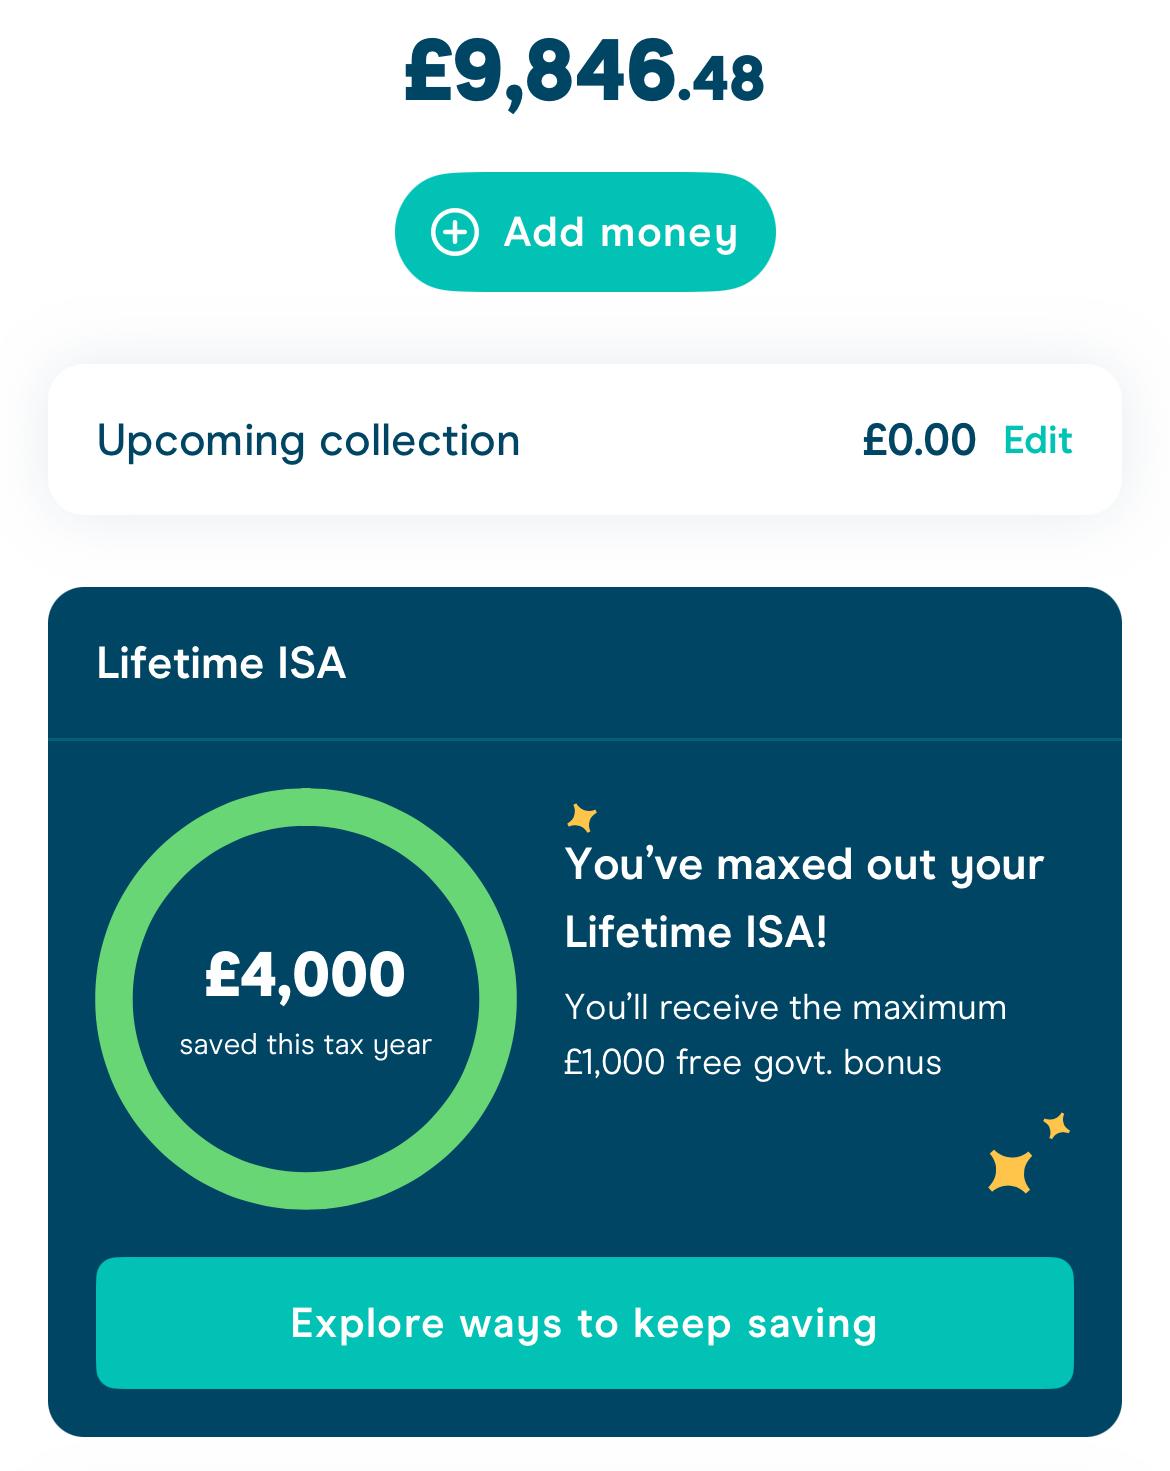 £9,846.48
Add money
Upcoming collection £0.00 Edit
Lifetime ISA
£4,000
saved this tax year
You’ve maxed out your
Lifetime ISA!
You’ll receive the maximum
£1,000 free govt. bonus
Explore ways to keep saving